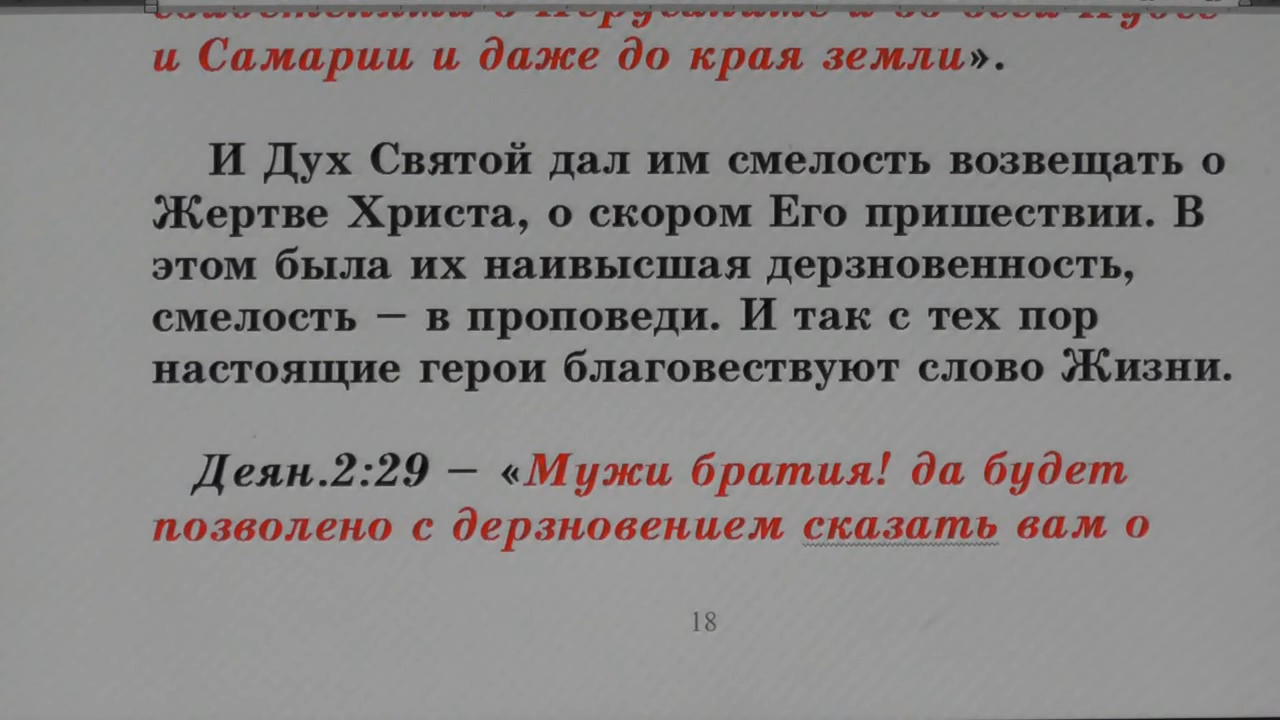 и Самарии и даже до края земли».
И Дух Святой дал им смелость возвещать о
Жертве Христа, о скором Его пришествии. В
этом была их наивысшая дерзновенность,
смелость – в проповеди. И так с тех пор
настоящие герои благовествуют слово Жизни.
Деян.2:29 – «Мужи братия! да будет
позволено с дерзновением сказать вам о
18